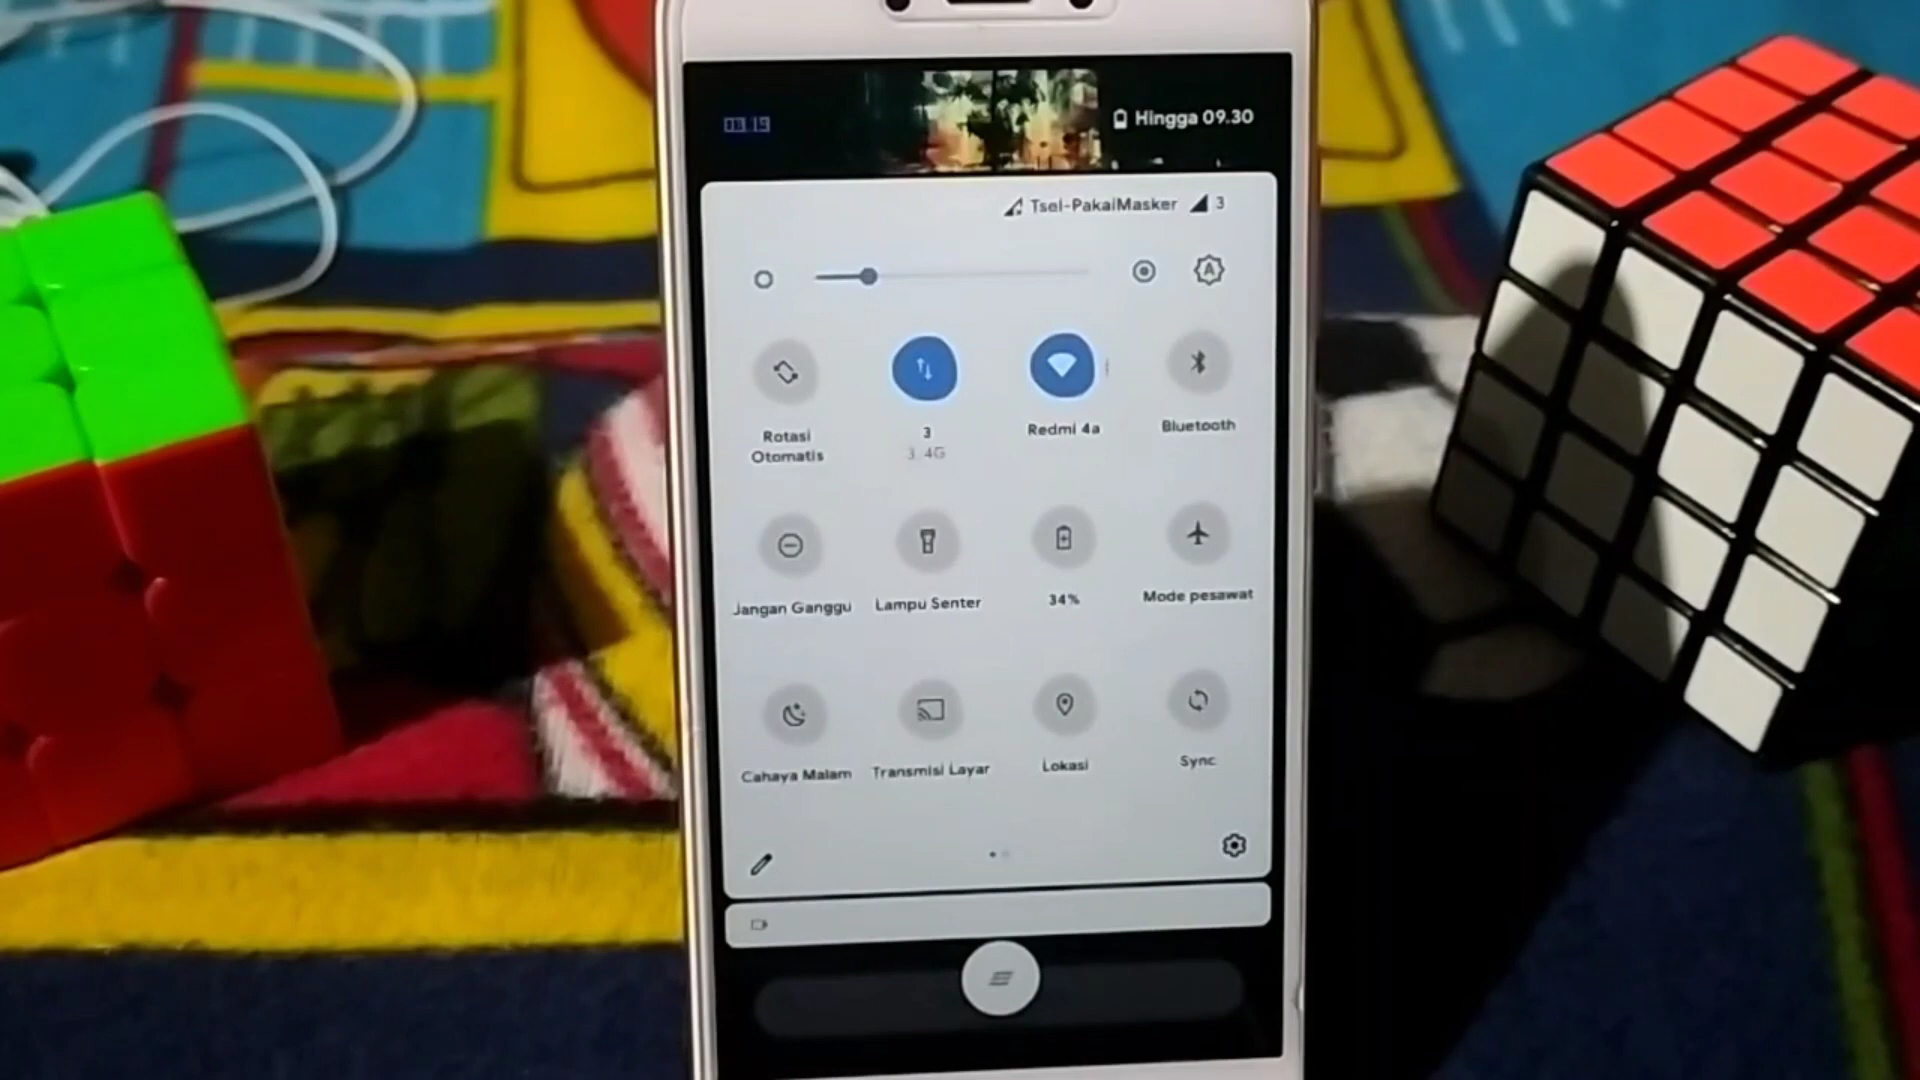 03.19
Hingga 09.30
Tsel-PakaiMasker 3
A
Rotasi
Otomatis
3
3, 4G
Redmi 4a
Bluetooth
Jangan Ganggu
Lampu Senter
34%
Mode pesawat
Cahaya Malam
Transmisi Layar
Lokasi
Sync